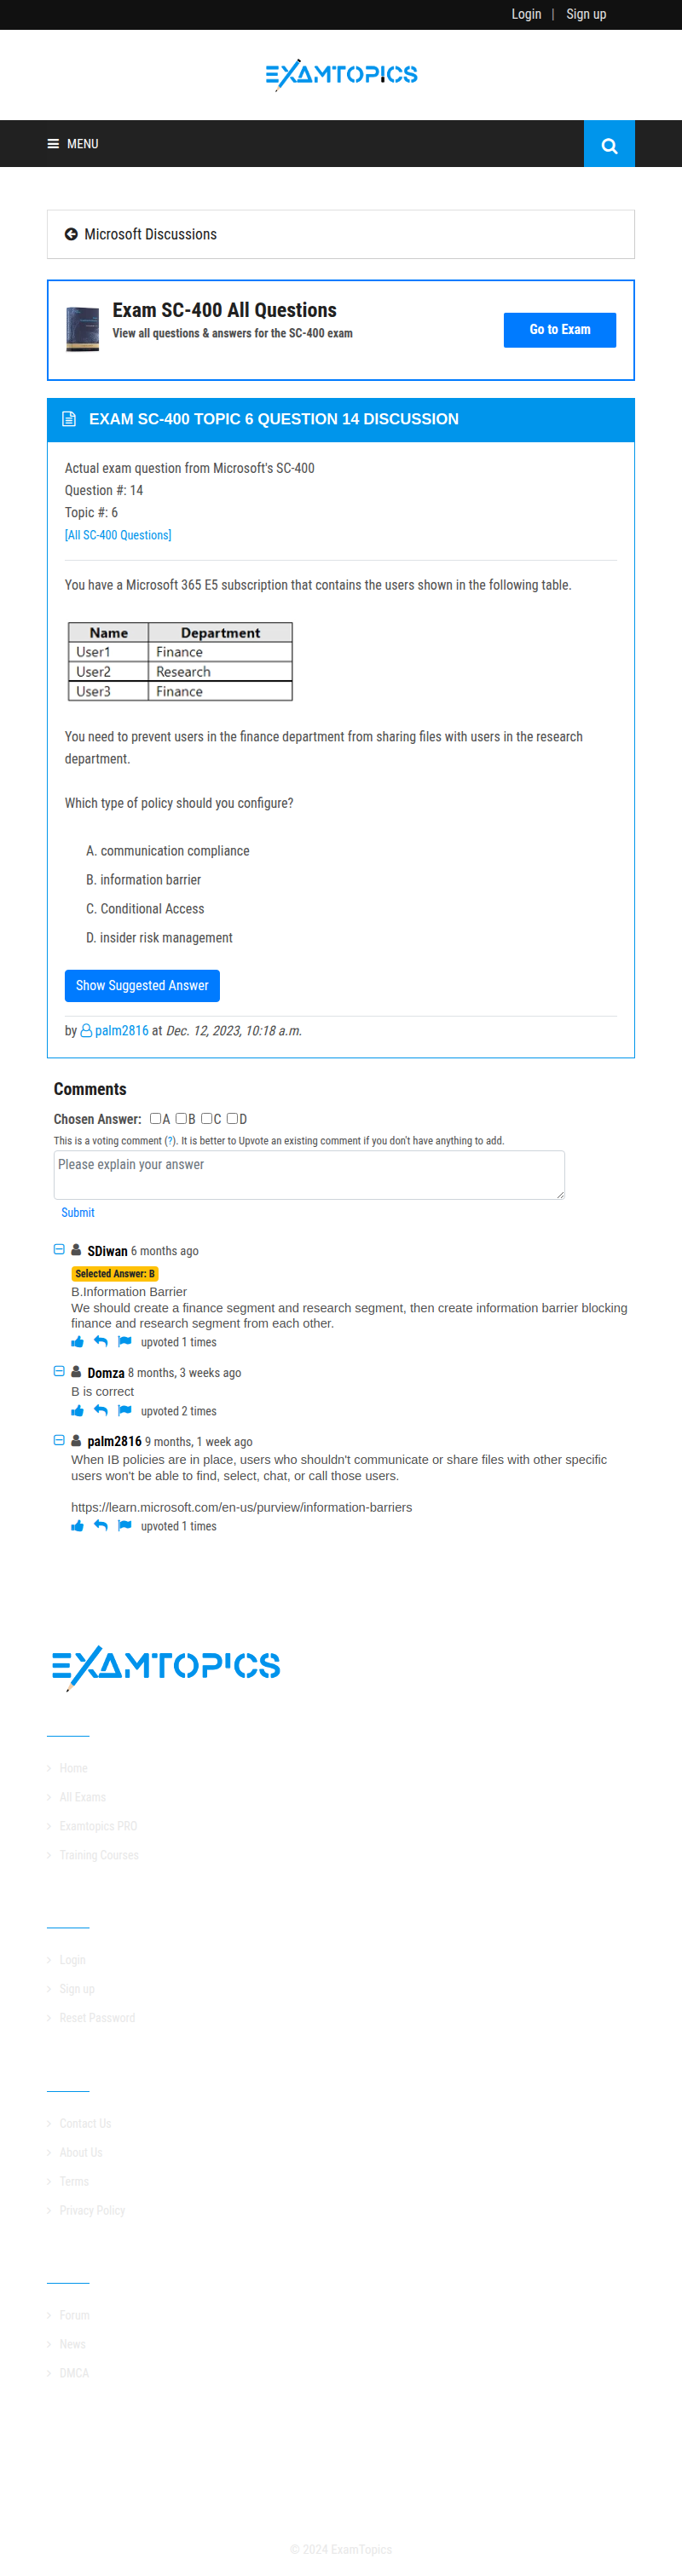 Login | Sign up
EXAMTOPICS
MENU
Microsoft Discussions
Exam SC-400 All Questions
View all questions & answers for the SC-400 exam
Go to Exam
EXAM SC-400 TOPIC 6 QUESTION 14 DISCUSSION
Actual exam question from Microsoft's SC-400
Question #: 14
Topic #: 6
[All SC-400 Questions]
You have a Microsoft 365 E5 subscription that contains the users shown in the following table.
Name Department
User1 Finance
User2 Research
User3 Finance
You need to prevent users in the finance department from sharing files with users in the research
department.
Which type of policy should you configure?
A. communication compliance
B. information barrier
C. Conditional Access
D. insider risk management
Show Suggested Answer
by palm2816 at Dec. 12, 2023, 10:18 a.m.
Comments
Chosen Answer: A B C D
This is a voting comment (?). It is better to Upvote an existing comment if you don't have anything to add.
Please explain your answer
Submit
SDiwan 6 months ago
Selected Answer: B
B.Information Barrier
We should create a finance segment and research segment, then create information barrier blocking
finance and research segment from each other.
upvoted 1 times
Domza 8 months, 3 weeks ago
B is correct
upvoted 2 times
palm2816 9 months, 1 week ago
When IB policies are in place, users who shouldn't communicate or share files with other specific
users won't be able to find, select, chat, or call those users.
https://learn.microsoft.com/en-us/purview/information-barriers
upvoted 1 times
EXAMTOPICS
Home
All Exams
Examtopics PRO
Training Courses
Login
Sign up
Reset Password
Contact Us
About Us
Terms
Privacy Policy
Forum
News
DMCA
© 2024 ExamTopics